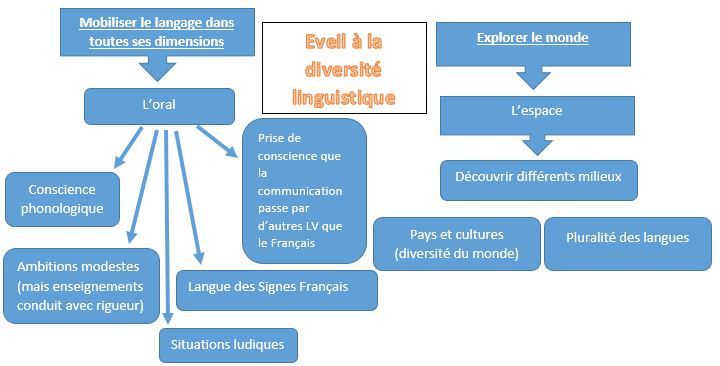 Mobiliser le langage dans
toutes ses dimensions
Eveil à la
diversité
linguistique
Explorer le monde
L'oral
L'espace
Prise de
conscience que
la
communication
passe par
d'autres LV que
le Français
Découvrir différents milieux
Conscience
phonologique
Pays et cultures
(diversité du monde)
Pluralité des langues
Ambitions modestes
(mais enseignements
conduit avec rigueur)
Langue des Signes Français
Situations ludiques